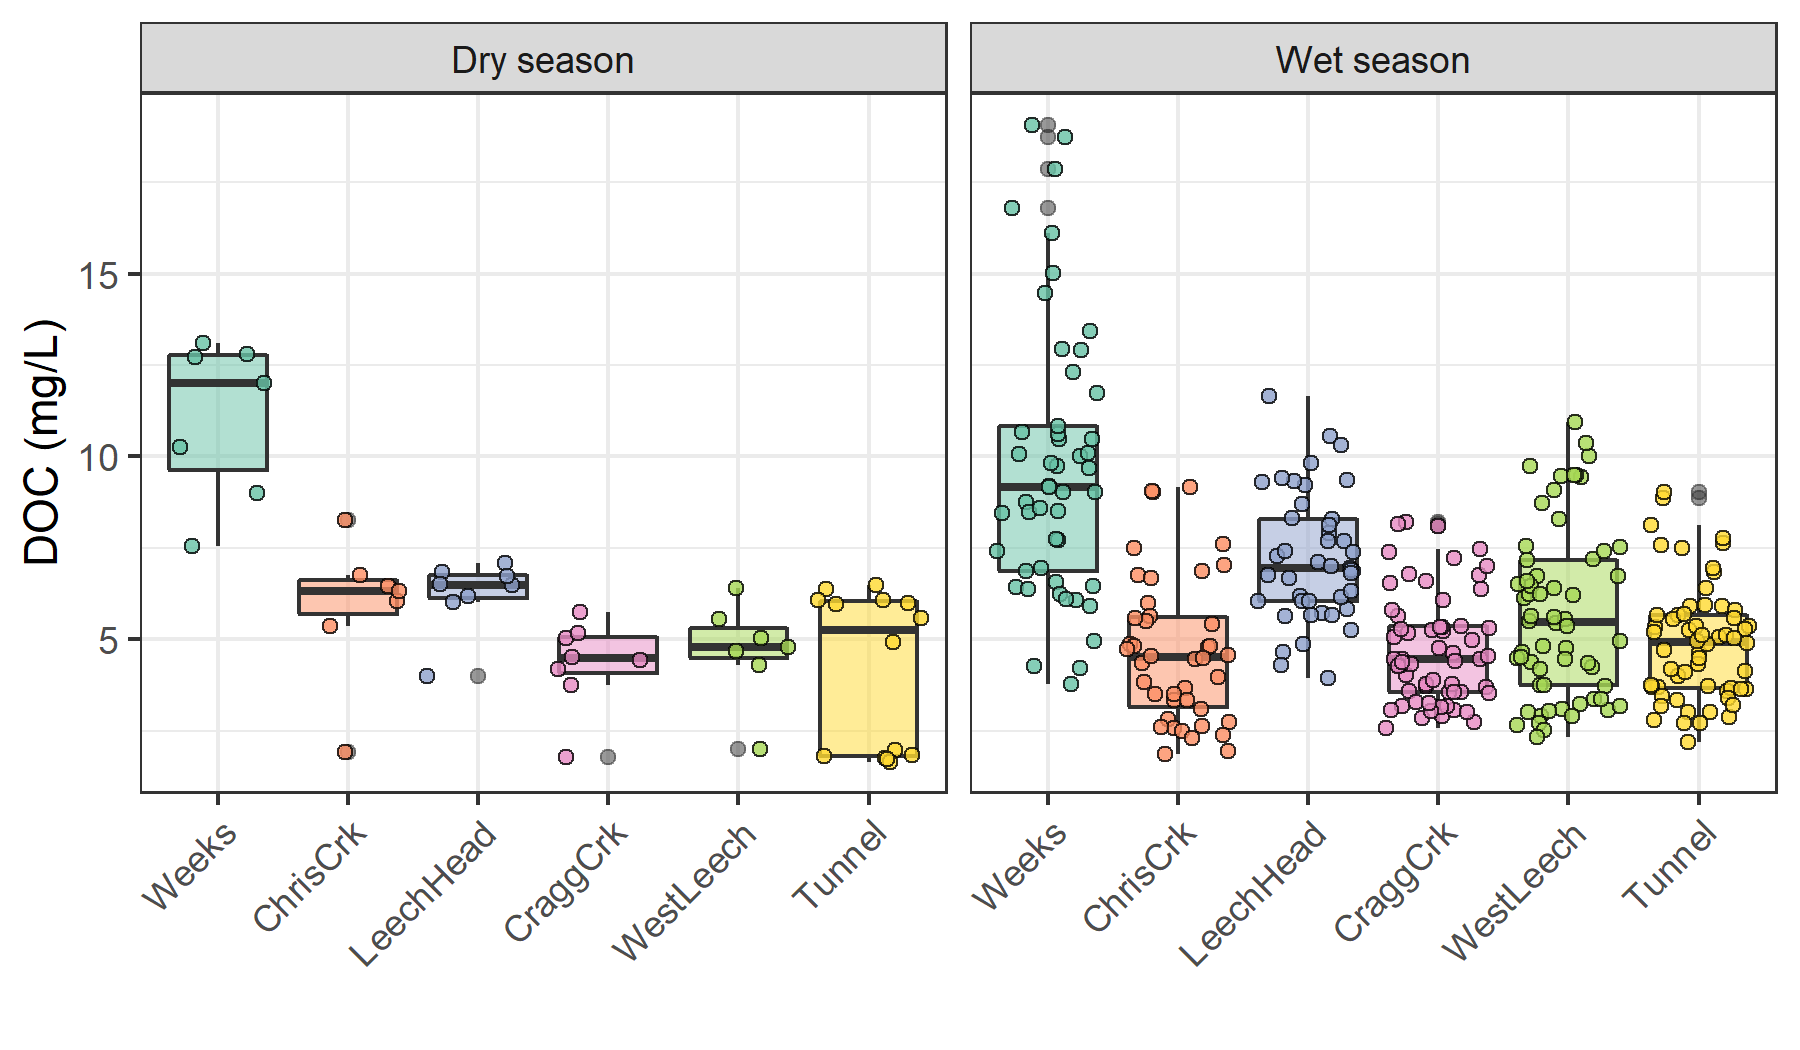 Dry season
Wet season
DOC (mg/L)
15
10
5
Weeks
ChrisCrk
LeechHead
CraggCrk
WestLeech
Tunnel
Weeks
ChrisCrk
LeechHead
CraggCrk
WestLeech
Tunnel